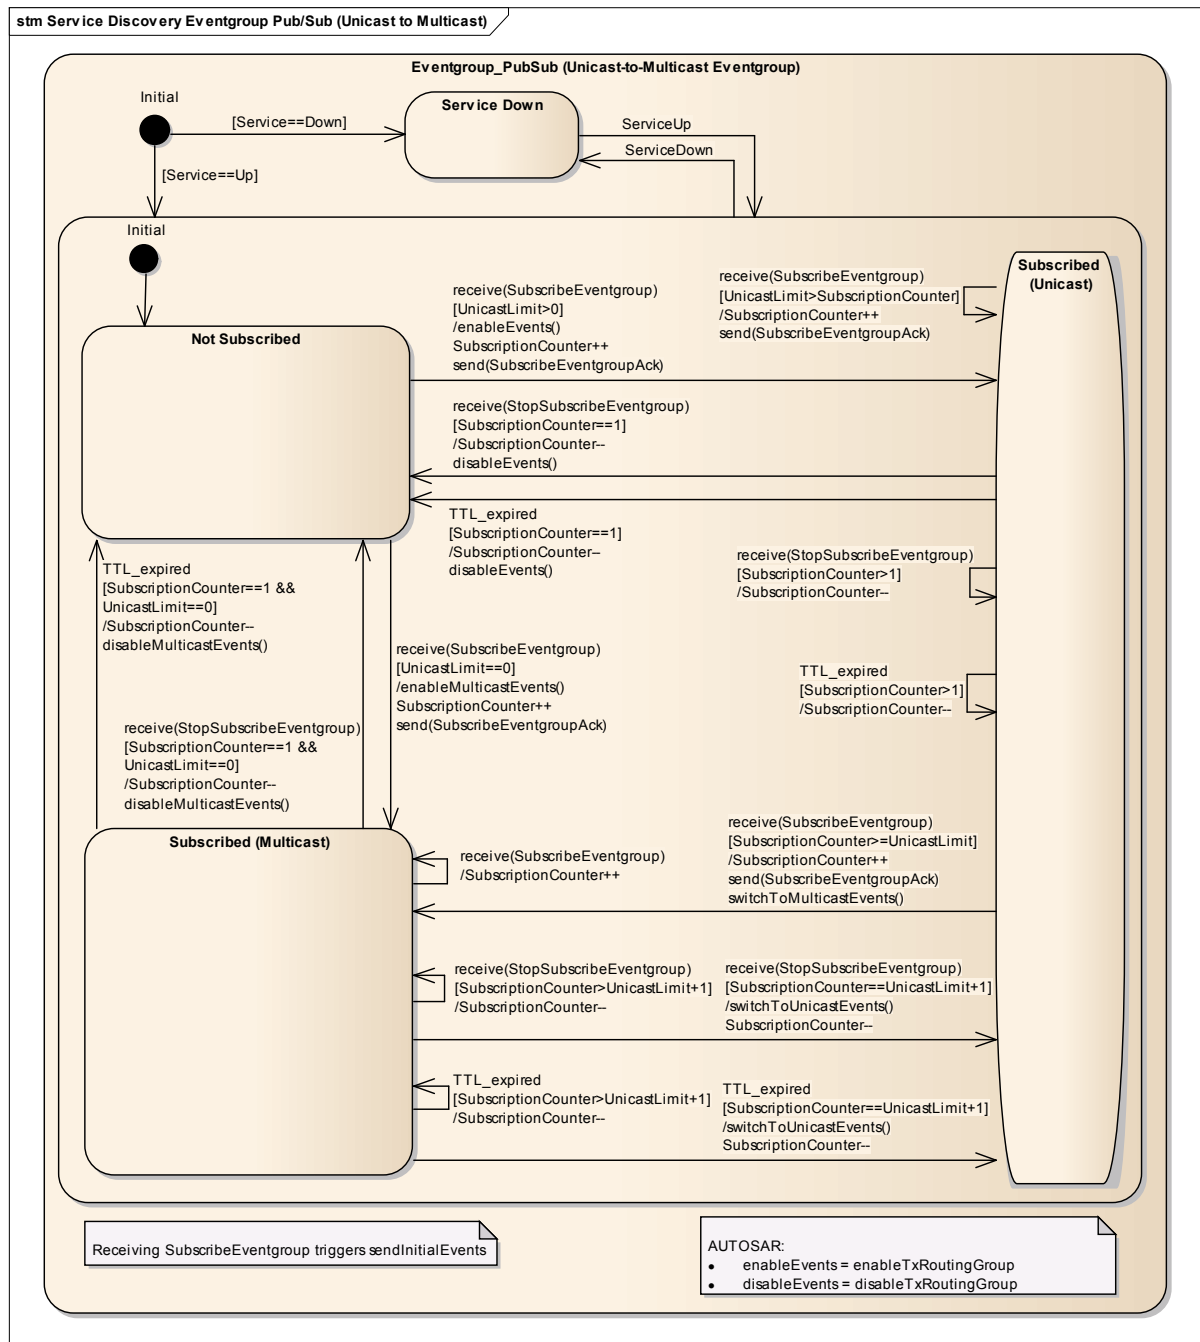 stm Service Discovery Eventgroup Pub/Sub (Unicast to Multicast)
Eventgroup_PubSub (Unicast-to-Multicast Eventgroup)
Initial
Service Down
[Service==Down]
ServiceUp
ServiceDown
[Service==Up]
Initial
Subscribed
(Unicast)
receive(SubscribeEventgroup)
[UnicastLimit>SubscriptionCounter]
/SubscriptionCounter++
send(SubscribeEventgroupAck)
receive(SubscribeEventgroup)
[UnicastLimit>0]
/enableEvents()
SubscriptionCounter++
send(SubscribeEventgroupAck)
Not Subscribed
receive(StopSubscribeEventgroup)
[SubscriptionCounter==1]
/SubscriptionCounter--
disableEvents()
TTL_expired
[SubscriptionCounter==1]
/SubscriptionCounter--
disableEvents()
receive(StopSubscribeEventgroup)
[SubscriptionCounter>1]
/SubscriptionCounter--
TTL_expired
[SubscriptionCounter==1 &&
UnicastLimit==0]
/SubscriptionCounter--
disableMulticastEvents()
receive(SubscribeEventgroup)
[UnicastLimit==0]
/enableMulticastEvents()
SubscriptionCounter++
send(SubscribeEventgroupAck)
TTL_expired
[SubscriptionCounter>1]
/SubscriptionCounter--
receive(StopSubscribeEventgroup)
[SubscriptionCounter==1 &&
UnicastLimit==0]
/SubscriptionCounter--
disableMulticastEvents()
Subscribed (Multicast)
receive(SubscribeEventgroup)
/SubscriptionCounter++
receive(SubscribeEventgroup)
[SubscriptionCounter>=UnicastLimit]
/SubscriptionCounter++
send(SubscribeEventgroupAck)
switchToMulticastEvents()
receive(StopSubscribeEventgroup)
[SubscriptionCounter>UnicastLimit+1]
/SubscriptionCounter--
receive(StopSubscribeEventgroup)
[SubscriptionCounter==UnicastLimit+1]
/switchToUnicastEvents()
SubscriptionCounter--
TTL_expired
[SubscriptionCounter>UnicastLimit+1]
/SubscriptionCounter--
TTL_expired
[SubscriptionCounter==UnicastLimit+1]
/switchToUnicastEvents()
SubscriptionCounter--
Receiving SubscribeEventgroup triggers sendInitialEvents
AUTOSAR:
• enableEvents = enableTxRoutingGroup
• disableEvents = disableTxRoutingGroup